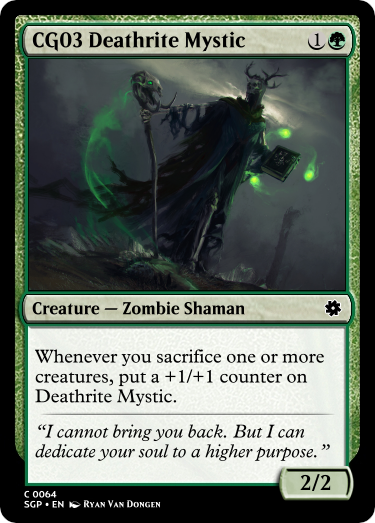 CG03 Deathrite Mystic 1
Creature — Zombie Shaman
Whenever you sacrifice one or more
creatures, put a +1/+1 counter on
Deathrite Mystic.
“I cannot bring you back. But I can
dedicate your soul to a higher purpose.”
2/2
C 0064
SGP • EN Ryan Van Dongen